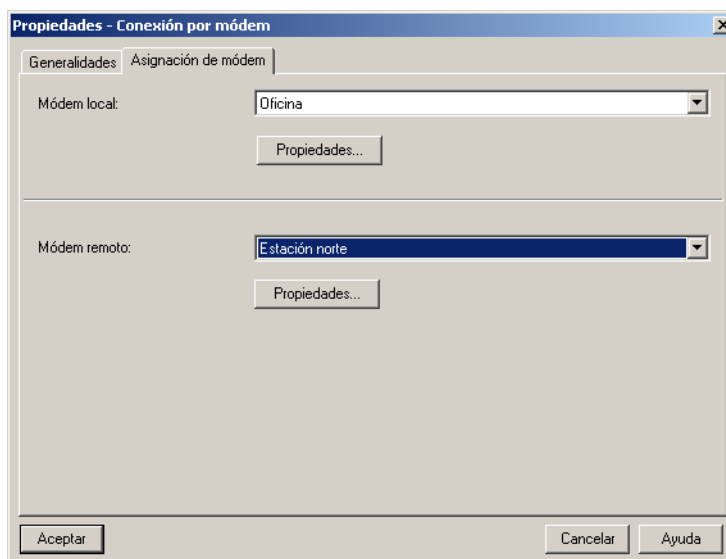 Propiedades - Conexión por módem
Generalidades Asignación de módem
Módem local: Oficina
Propiedades...
Módem remoto: Estación norte
Propiedades...
Aceptar Cancelar Ayuda